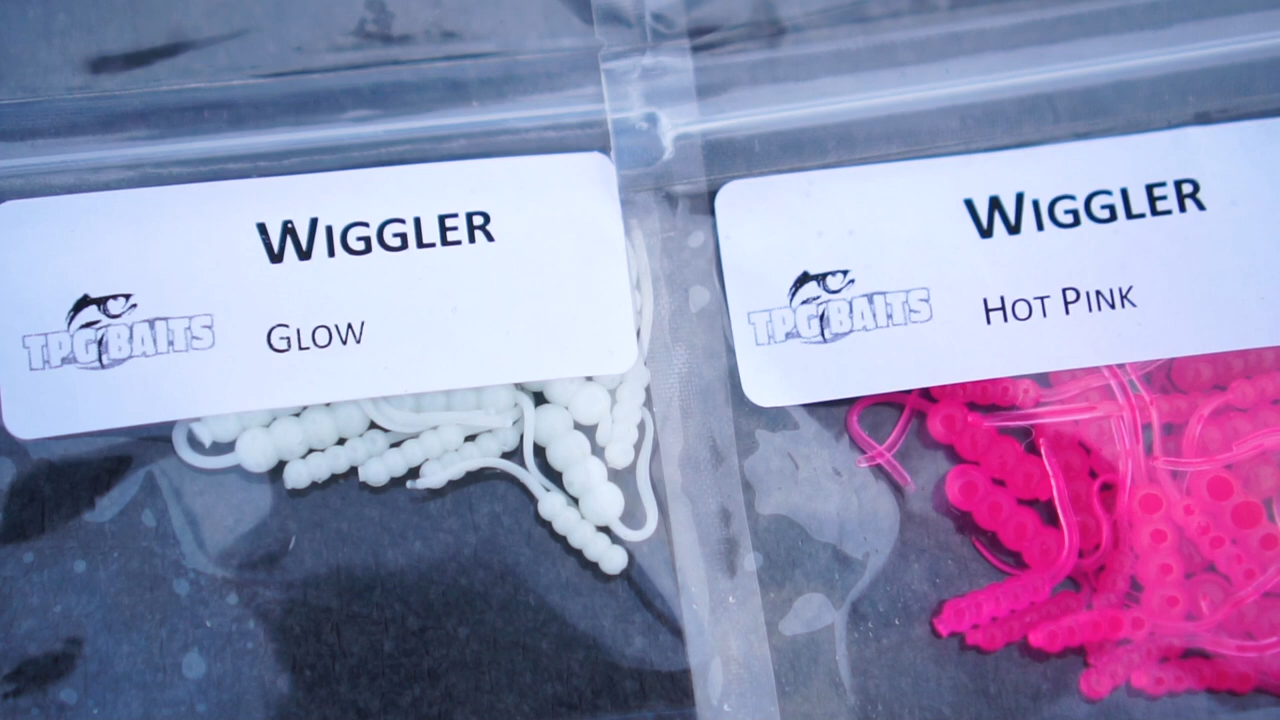 WIGGLER
TPG BAITS
GLOW
WIGGLER
TPG BAITS
HOT PINK